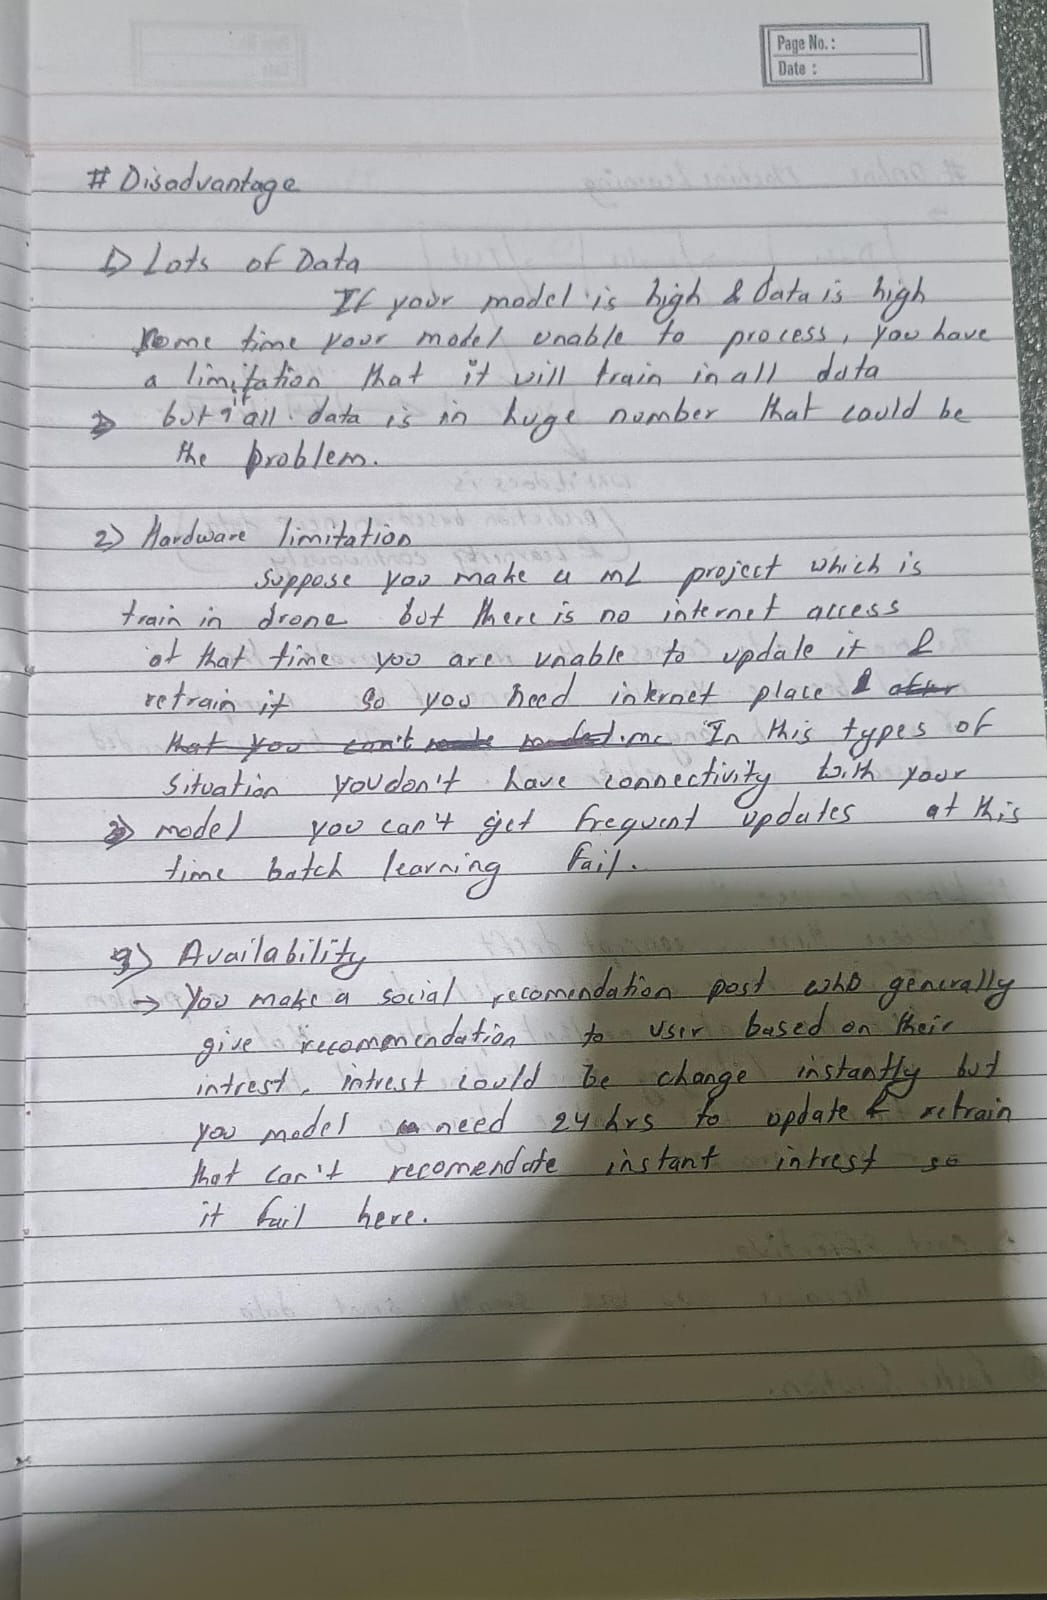 Page No. :
Date :
# Disadvantage
1) Lots of Data
If your model is high & data is high
some time your model unable to process, you have
a limitation that it will train in all data
but if all data is in huge number that could be
the problem.
2) Hardware limitation
Suppose you make a ML project which is
train in drone but there is no internet access
at that time you are unable to update it &
retrain it so you need internet place & after
that you can't In this types of
situation you don't have connectivity with your
model you can't get frequent updates at this
time batch learning fail.
3) Availability
→ You make a social recomendation post who generally
give recommendation to user based on their
intrest, intrest could be change instantly but
you model need 24 hrs to update & retrain
that can't recomendate instant intrest so
it fail here.